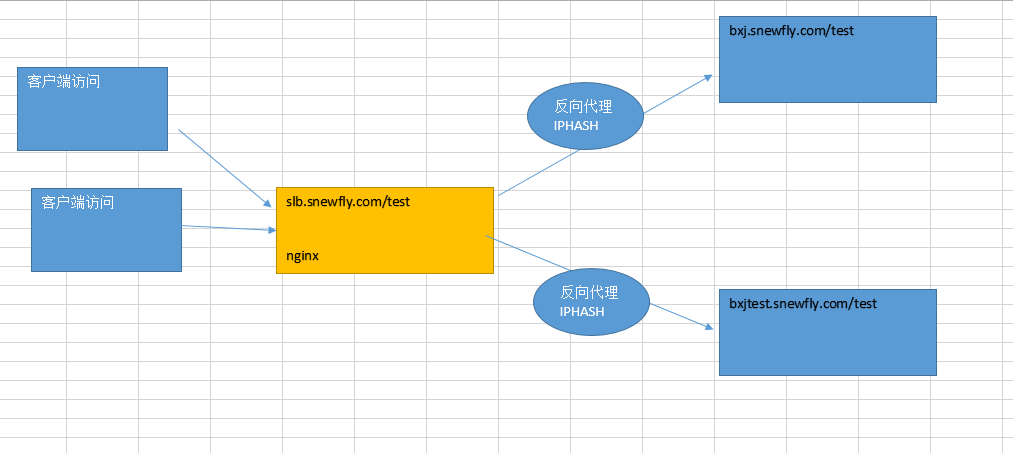 客户端访问
客户端访问
slb.snewfly.com/test
nginx
反向代理
IPHASH
反向代理
IPHASH
bxj.snewfly.com/test
bxjtest.snewfly.com/test